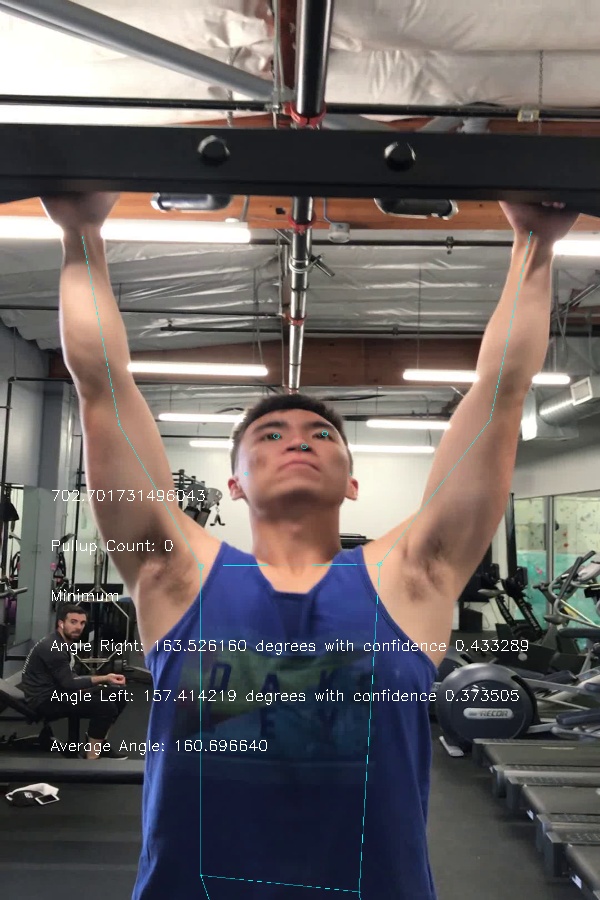 702.701731496043
Pullup Count: 0
Minimum
Angle Right: 163.526160 degrees with confidence 0.433289
Angle Left: 157.414219 degrees with confidence 0.373505
Average Angle: 160.696640
PRECOR